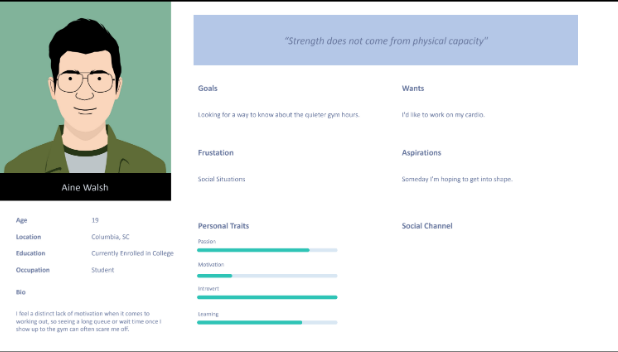 "Strength does not come from physical capacity"
Goals
Looking for a way to know about the quieter gym hours.
Wants
I'd like to work on my cardio.
Frustation
Social Situations
Aspirations
Someday I'm hoping to get into shape.
Aine Walsh
Age 19
Location Columbia, SC
Education Currently Enrolled in College
Occupation Student
Bio
I feel a distinct lack of motivation when it comes to
working out, so seeing a long queue or wait time once I
show up to the gym can often scare me off.
Personal Traits
Passion
Motivation
Introvert
Learning
Social Channel